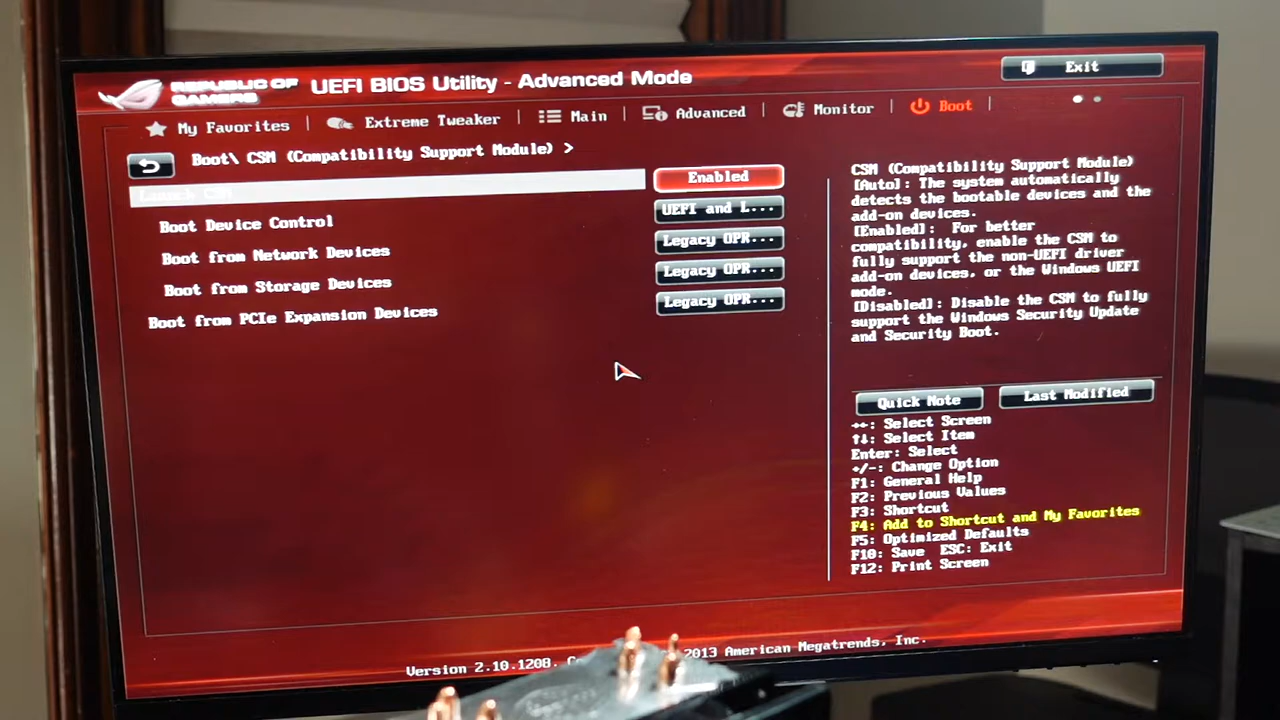 REPUBLIC OF
GAMERS
UEFI BIOS Utility - Advanced Mode
Exit
My Favorites
Extreme Tweaker
Main
Advanced
Monitor
Boot
Boot\ CSM (Compatibility Support Module) >
Launch CSM
Enabled
Boot Device Control
UEFI and L...
Boot from Network Devices
Legacy OPR...
Boot from Storage Devices
Legacy OPR...
Boot from PCIe Expansion Devices
Legacy OPR...
CSM (Compatibility Support Module)
[Auto]: The system automatically
detects the bootable devices and the
add-on devices.
[Enabled]: For better
compatibility, enable the CSM to
fully support the non-UEFI driver
add-on devices, or the Windows UEFI
mode.
[Disabled]: Disable the CSM to fully
support the Windows Security Update
and Security Boot.
Quick Note
Last Modified
→←: Select Screen
↑↓: Select Item
Enter: Select
+/-: Change Option
F1: General Help
F2: Previous Values
F3: Shortcut
F4: Add to Shortcut and My Favorites
F5: Optimized Defaults
F10: Save ESC: Exit
F12: Print Screen
Version 2.10.1208. 2013 American Megatrends, Inc.